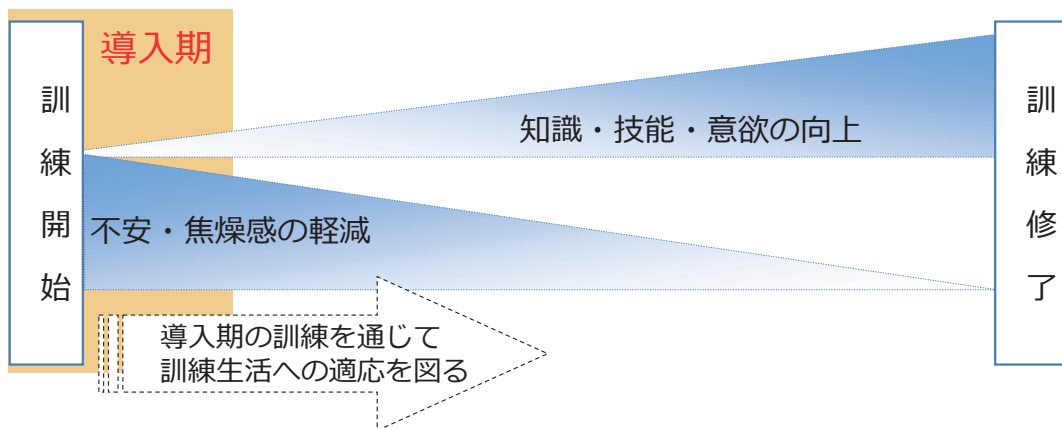 導入期
訓練開始
知識・技能・意欲の向上
不安・焦燥感の軽減
導入期の訓練を通じて
訓練生活への適応を図る
訓練修了